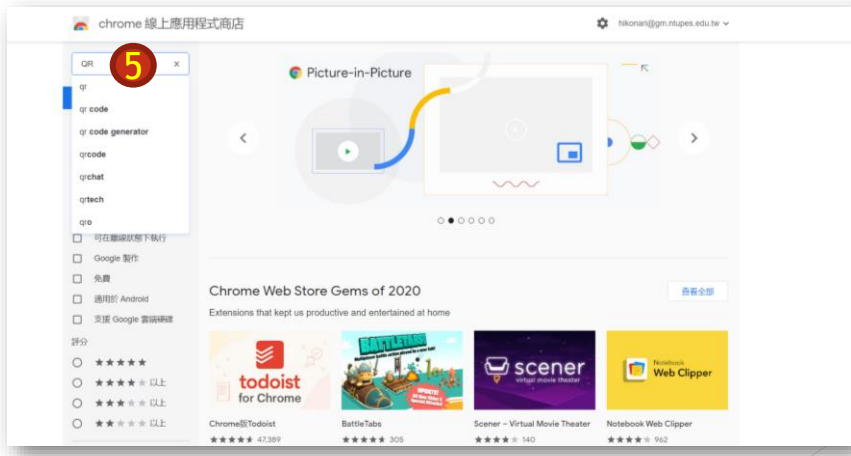 chrome 線上應用程式商店
hikonari@gm.ntupes.edu.tw
QR
5
x
qr
qr code
qr code generator
qrcode
qrchat
qrtech
qro
可在離線狀態下執行
Google 製作
免費
適用於 Android
支援 Google 雲端硬碟
評分
★★★★★
★★★★★ 以上
★★★★★ 以上
★★★★★ 以上
Picture-in-Picture
Chrome Web Store Gems of 2020
查看全部
Extensions that kept us productive and entertained at home
todoist
for Chrome
BATTLETABS
scener
virtual movie theater
Notebook
Web Clipper
Chrome版Todoist
BattleTabs
Scener – Virtual Movie Theater
Notebook Web Clipper
★★★★★ 47,389
★★★★★ 305
★★★★★ 140
★★★★★ 962